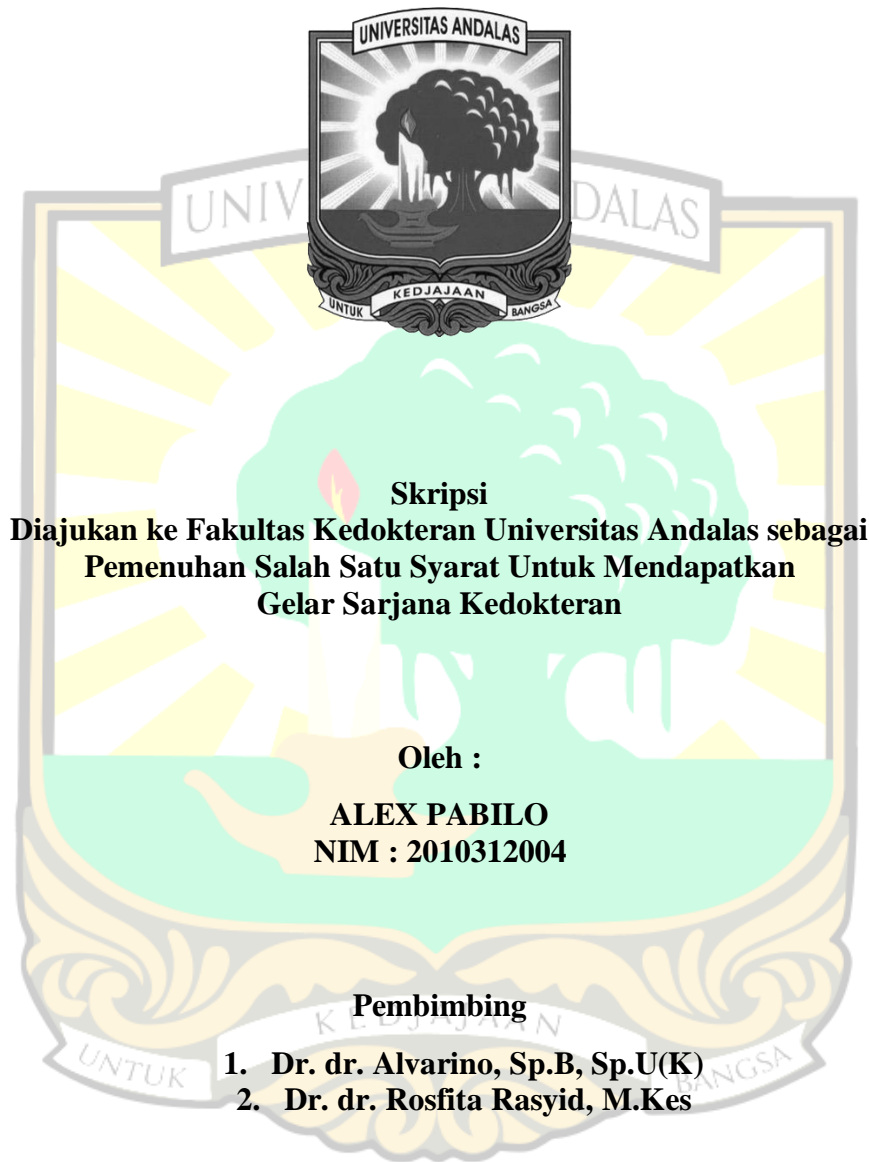 UNIVERSITAS ANDALAS
UNTUK KEDJAJAAN BANGSA
UNIV DALAS
Skripsi
Diajukan ke Fakultas Kedokteran Universitas Andalas sebagai
Pemenuhan Salah Satu Syarat Untuk Mendapatkan
Gelar Sarjana Kedokteran
Oleh :
ALEX PABILO
NIM : 2010312004
Pembimbing
KEDJAJAAN
UNTUK BANGSA
1. Dr. dr. Alvarino, Sp.B, Sp.U(K)
2. Dr. dr. Rosfita Rasyid, M.Kes